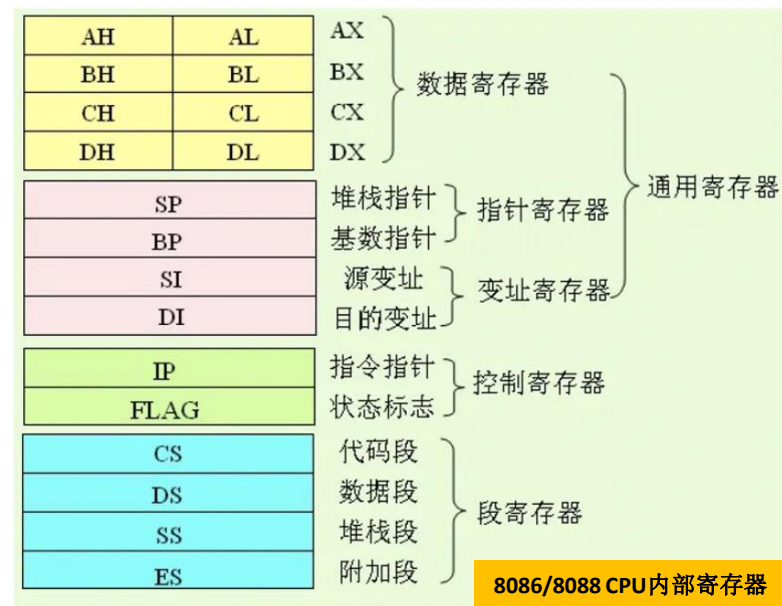 AH AL AX
BH BL BX
CH CL CX
DH DL DX
数据寄存器
SP 堆栈指针
BP 基数指针
指针寄存器
SI 源变址
DI 目的变址
变址寄存器
通用寄存器
IP 指令指针
FLAG 状态标志
控制寄存器
CS 代码段
DS 数据段
SS 堆栈段
ES 附加段
段寄存器
8086/8088 CPU内部寄存器